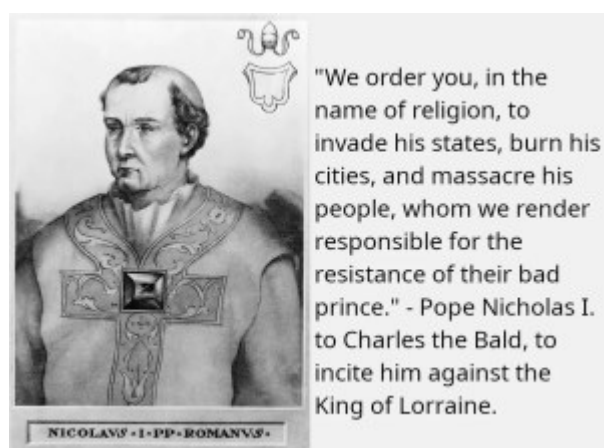 "We order you, in the
name of religion, to
invade his states, burn his
cities, and massacre his
people, whom we render
responsible for the
resistance of their bad
prince." - Pope Nicholas I.
to Charles the Bald, to
incite him against the
King of Lorraine.
NICOLAVS·I·PP·ROMANVS·